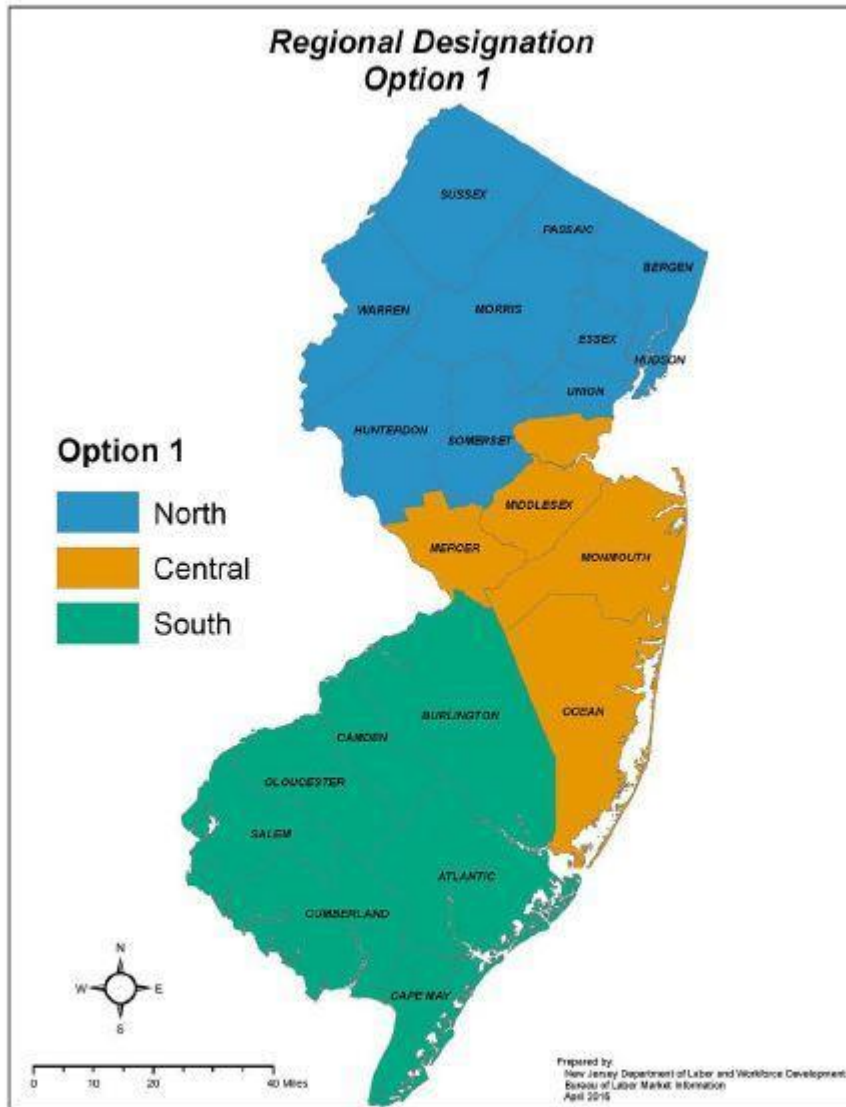 Regional Designation
Option 1
SUSSEX
PASSAIC
BERGEN
WARREN
MORRIS
ESSEX
HUDSON
UNION
HUNTERDON
SOMERSET
Option 1
North
Central
South
MIDDLESEX
MERCER
MONMOUTH
OCEAN
BURLINGTON
CAMDEN
GLOUCESTER
SALEM
ATLANTIC
CUMBERLAND
CAPE MAY
N
W E
S
0 10 20 40 Miles
Prepared by:
New Jersey Department of Labor and Workforce Development
Bureau of Labor Market Information
April 2016